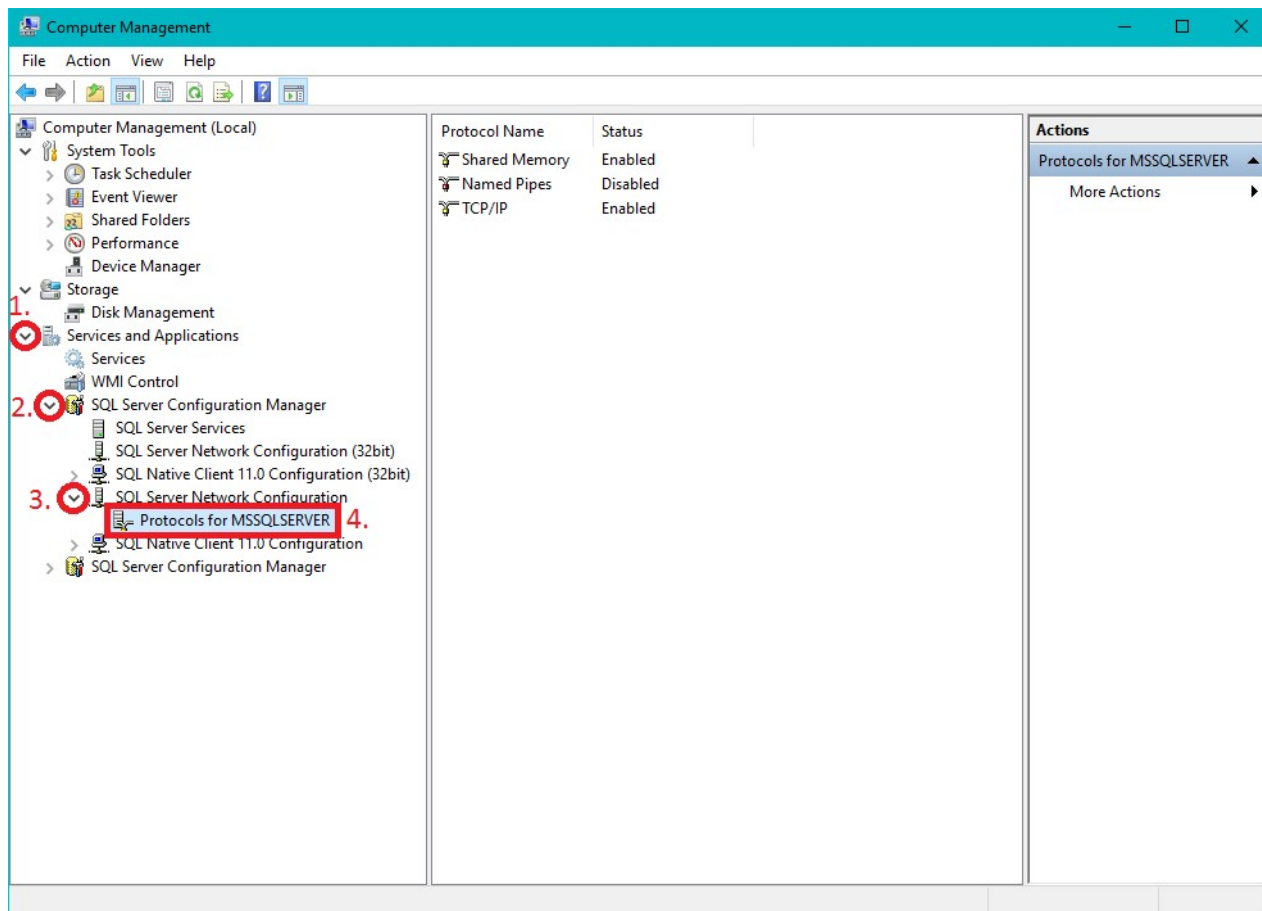 Computer Management
File Action View Help
Computer Management (Local)
System Tools
Task Scheduler
Event Viewer
Shared Folders
Performance
Device Manager
Storage
1.
Disk Management
Services and Applications
Services
WMI Control
2. SQL Server Configuration Manager
SQL Server Services
SQL Server Network Configuration (32bit)
SQL Native Client 11.0 Configuration (32bit)
3. SQL Server Network Configuration
Protocols for MSSQLSERVER 4.
SQL Native Client 11.0 Configuration
SQL Server Configuration Manager
Protocol Name Status
Shared Memory Enabled
Named Pipes Disabled
TCP/IP Enabled
Actions
Protocols for MSSQLSERVER
More Actions